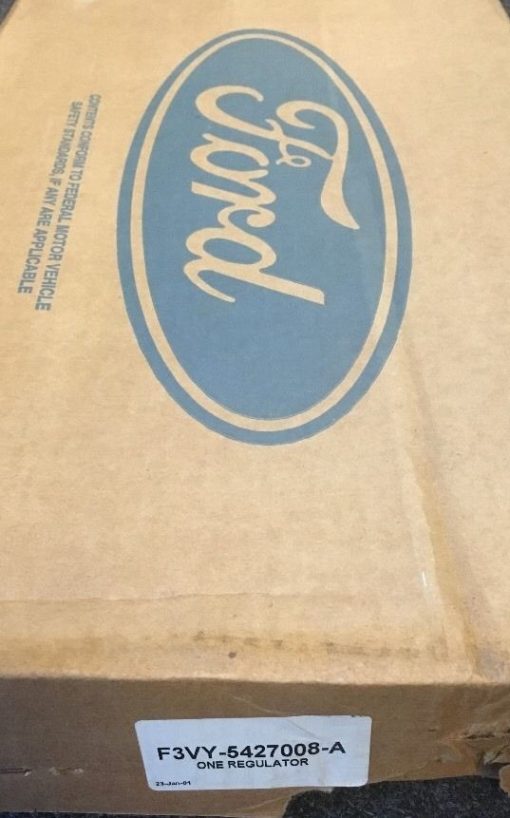 Ford
CONTENTS CONFORM TO FEDERAL MOTOR VEHICLE
SAFETY STANDARDS, IF ANY ARE APPLICABLE
F3VY-5427008-A
ONE REGULATOR
23-Jan-01